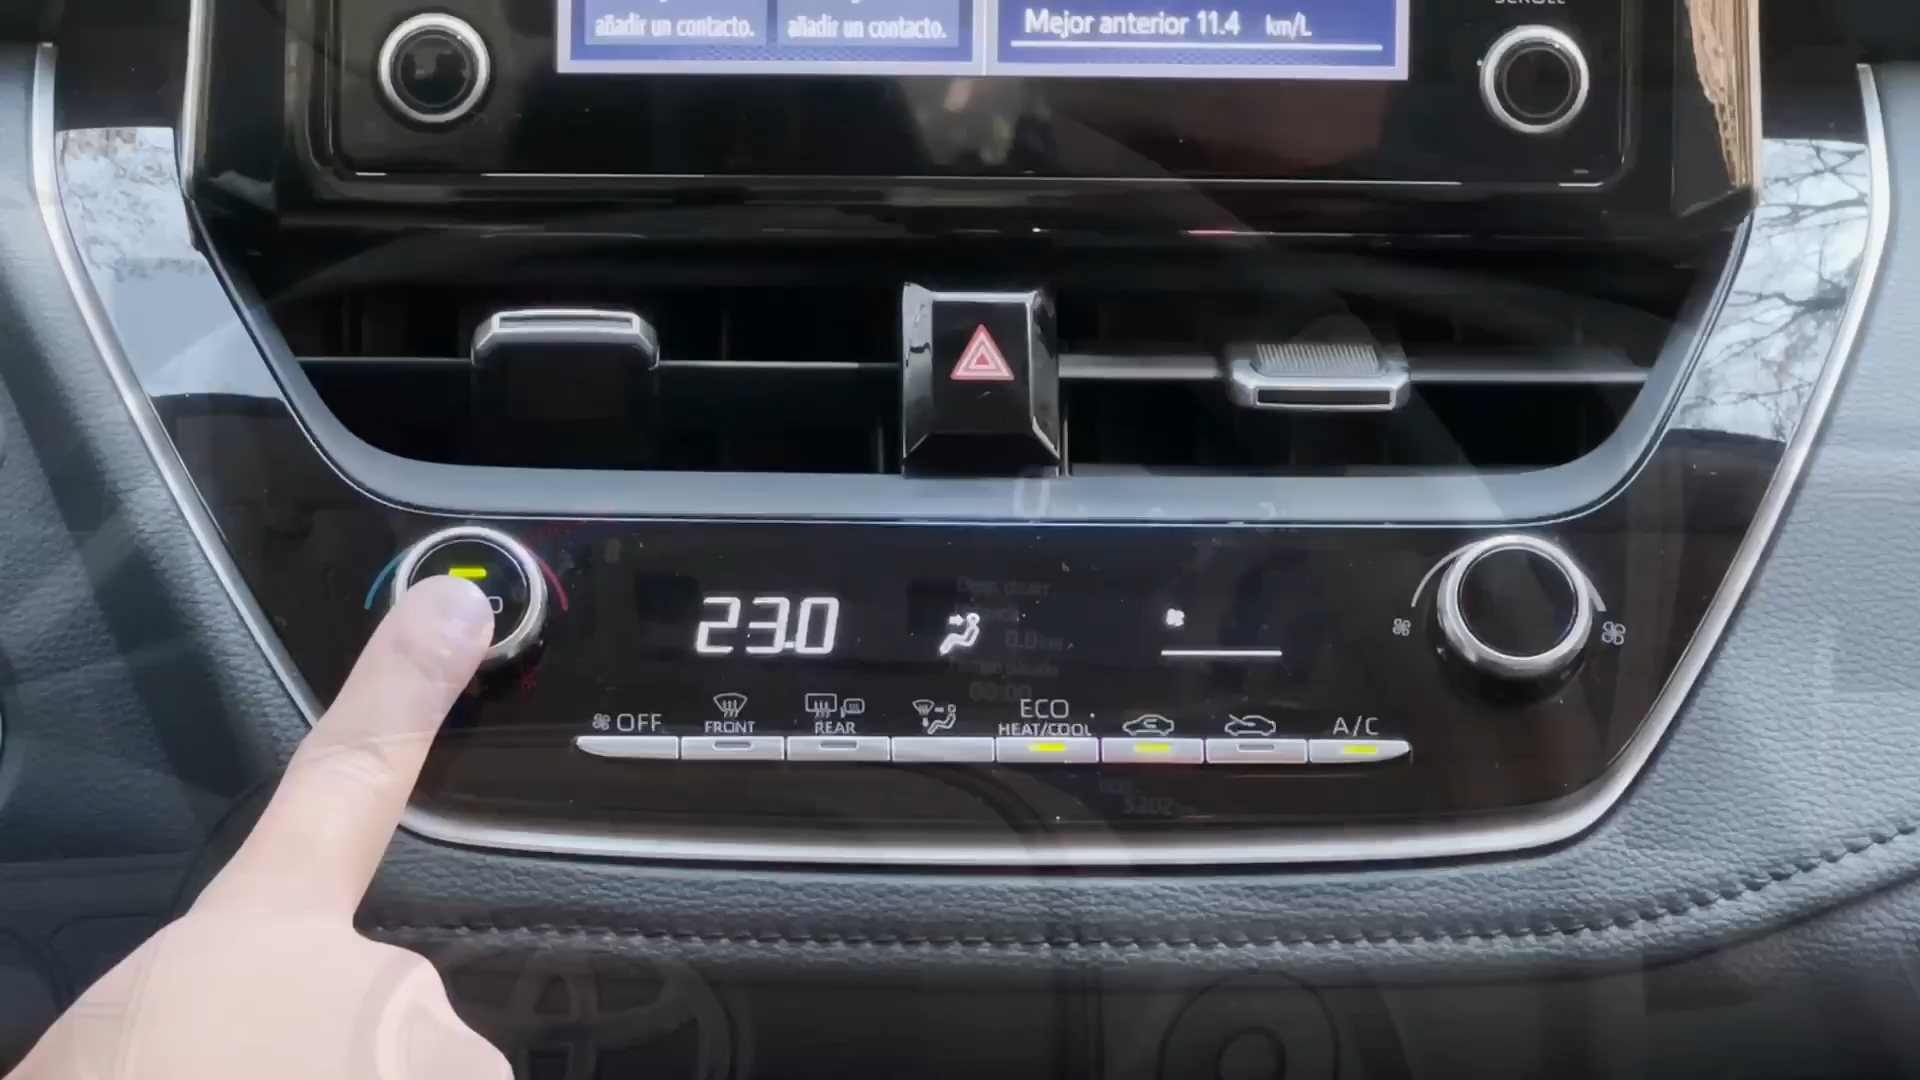 SCROLL
añadir un contacto. añadir un contacto.
Mejor anterior 11.4 km/L
23.0
OFF FRONT REAR ECO HEAT/COOL A/C